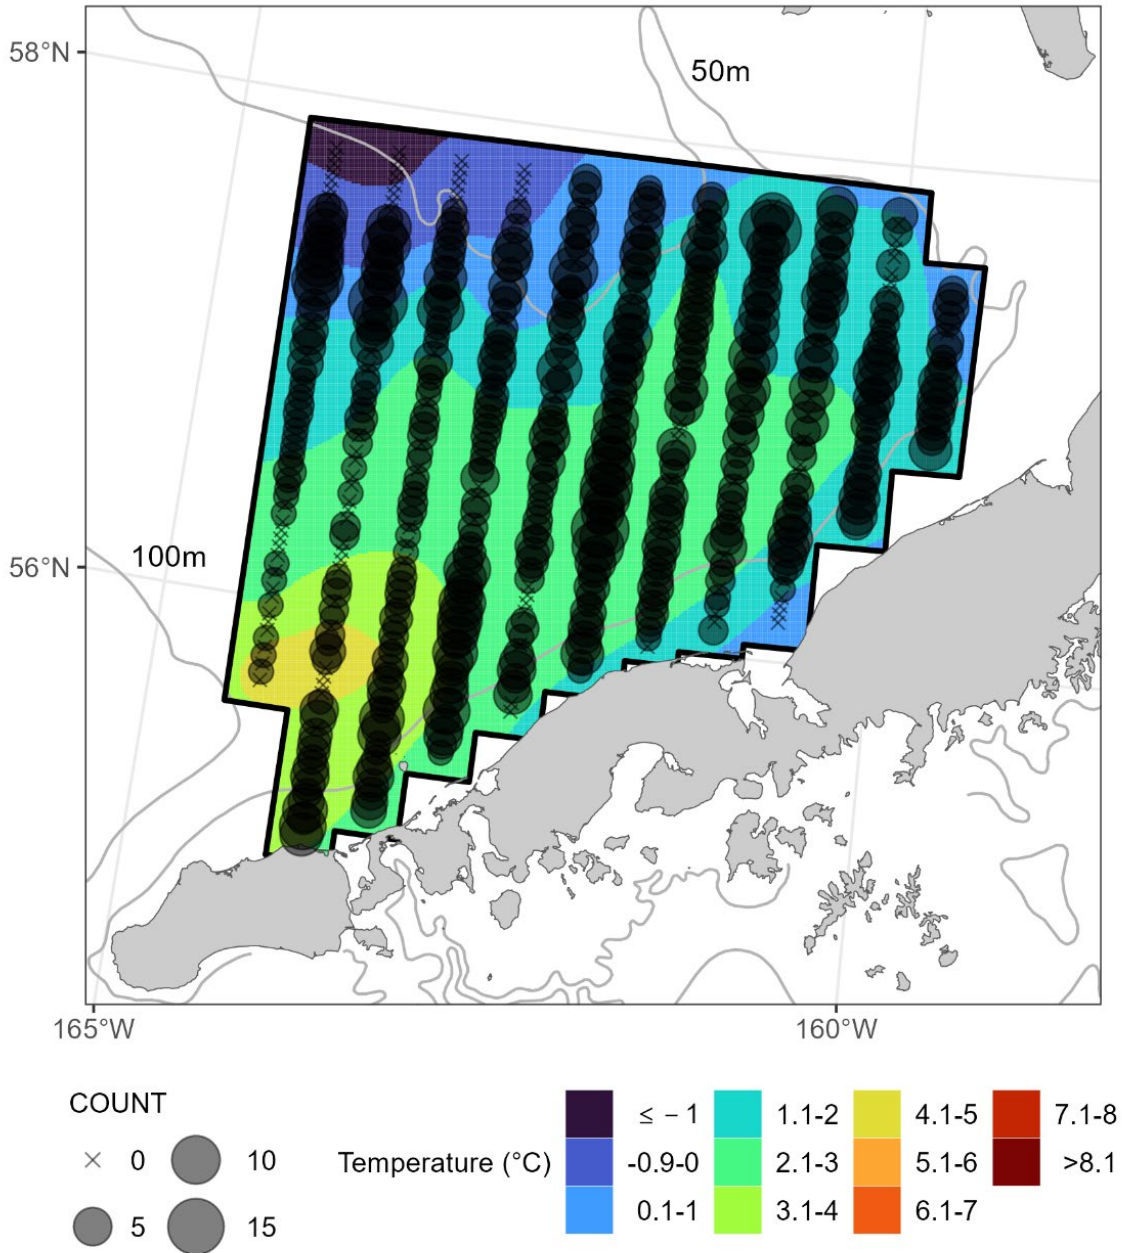 58°N
50m
56°N
100m
165°W
160°W
COUNT
0
10
5
15
Temperature (°C)
≤ − 1
-0.9-0
0.1-1
1.1-2
2.1-3
3.1-4
4.1-5
5.1-6
6.1-7
7.1-8
>8.1